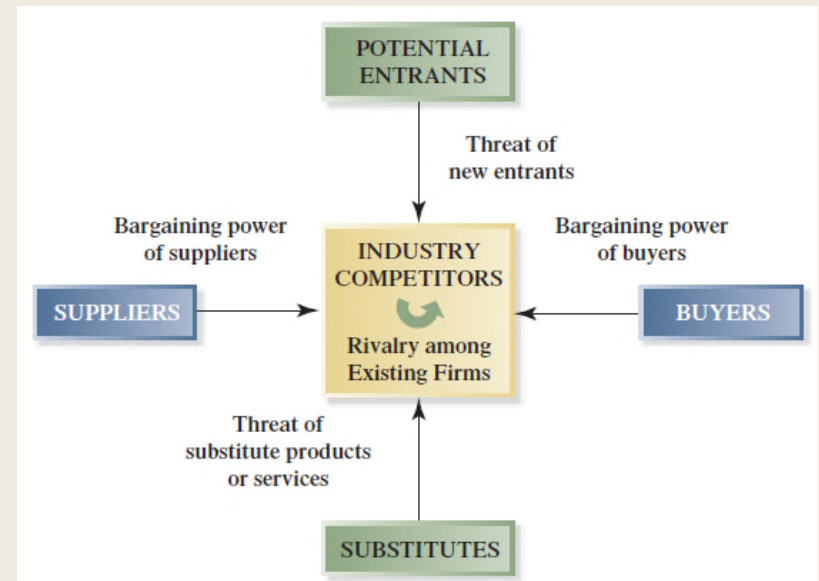 POTENTIAL
ENTRANTS
Threat of
new entrants
Bargaining power
of suppliers
Bargaining power
of buyers
SUPPLIERS
INDUSTRY
COMPETITORS
Rivalry among
Existing Firms
BUYERS
Threat of
substitute products
or services
SUBSTITUTES